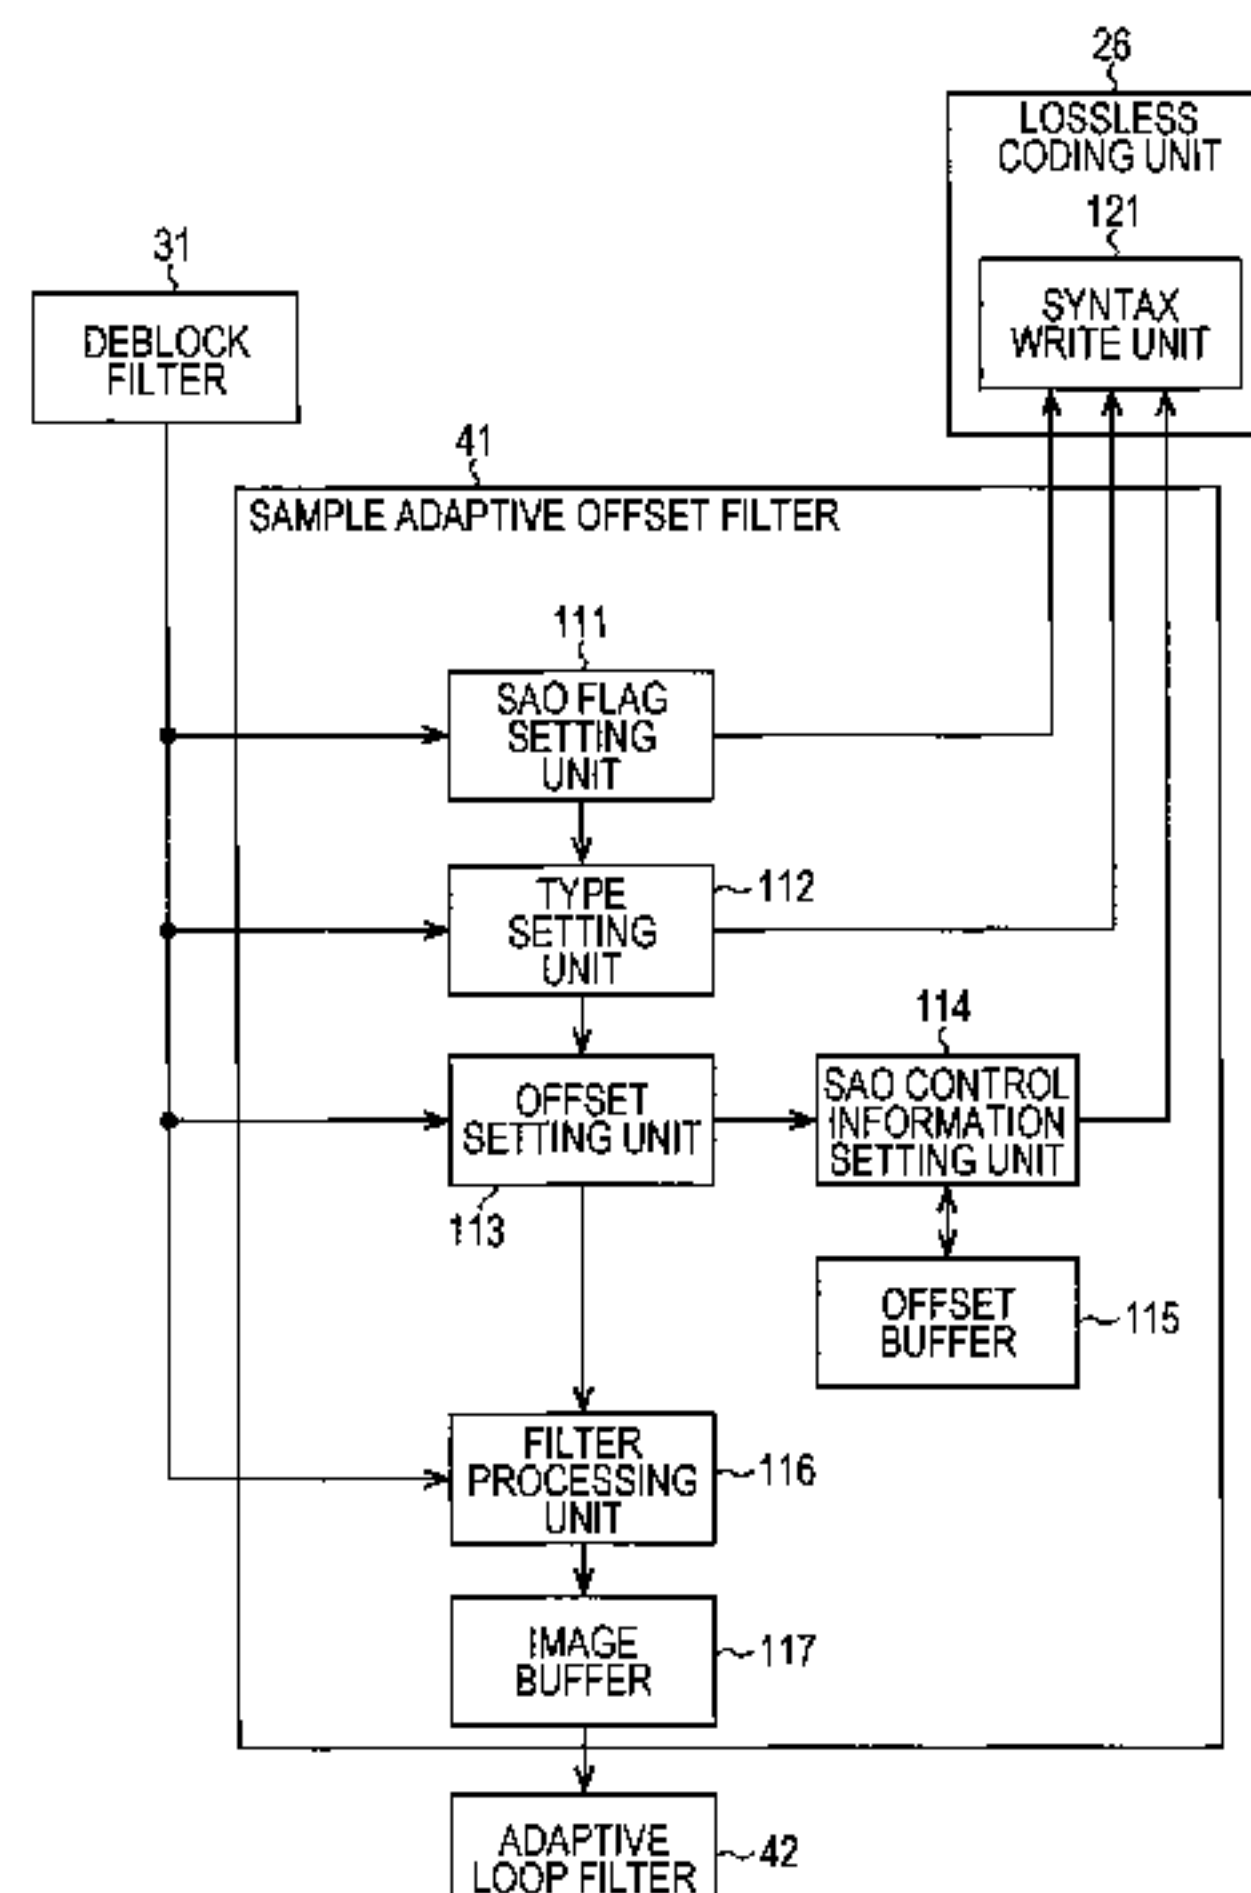 26
LOSSLESS
CODING UNIT
121
SYNTAX
WRITE UNIT
31
DEBLOCK
FILTER
41
SAMPLE ADAPTIVE OFFSET FILTER
111
SAO FLAG
SETTING
UNIT
TYPE
SETTING
UNIT
112
OFFSET
SETTING UNIT
113
114
SAO CONTROL
INFORMATION
SETTING UNIT
OFFSET
BUFFER
115
FILTER
PROCESSING
UNIT
116
IMAGE
BUFFER
117
ADAPTIVE
LOOP FILTER
42